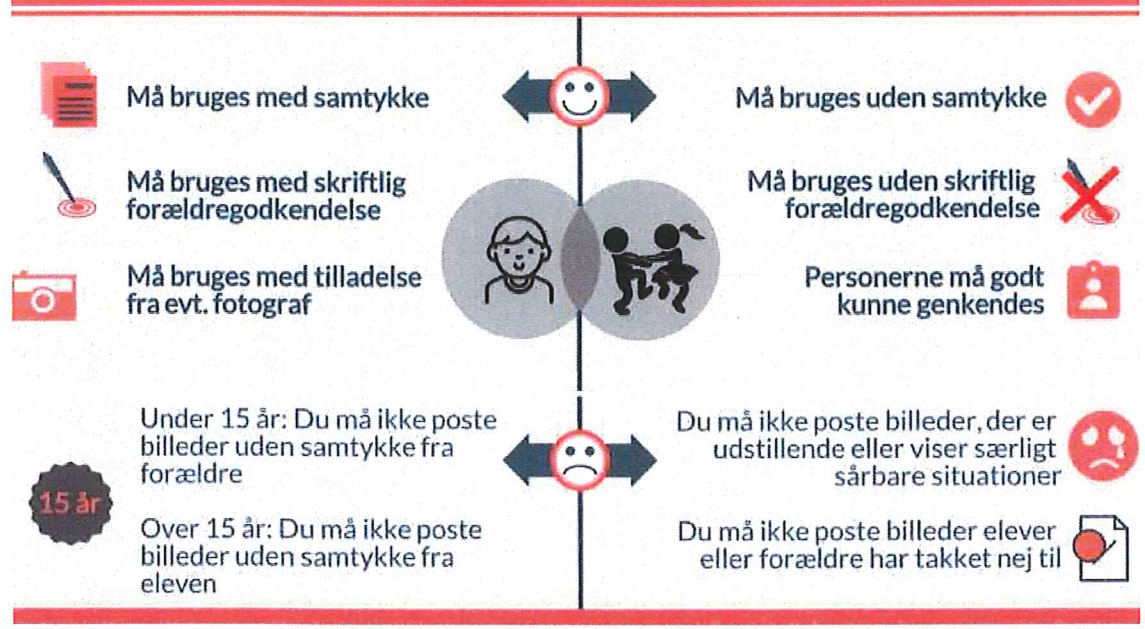 Må bruges med samtykke
Må bruges med skriftlig
forældregodkendelse
Må bruges med tilladelse
fra evt. fotograf
Må bruges uden samtykke
Må bruges uden skriftlig
forældregodkendelse
Personerne må godt
kunne genkendes
15 år
Under 15 år: Du må ikke poste
billeder uden samtykke fra
forældre
Over 15 år: Du må ikke poste
billeder uden samtykke fra
eleven
Du må ikke poste billeder, der er
udstillende eller viser særligt
sårbare situationer
Du må ikke poste billeder elever
eller forældre har takket nej til